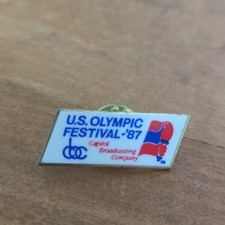 U.S. OLYMPIC
FESTIVAL-'87
cbc
Capitol
Broadcasting
Company